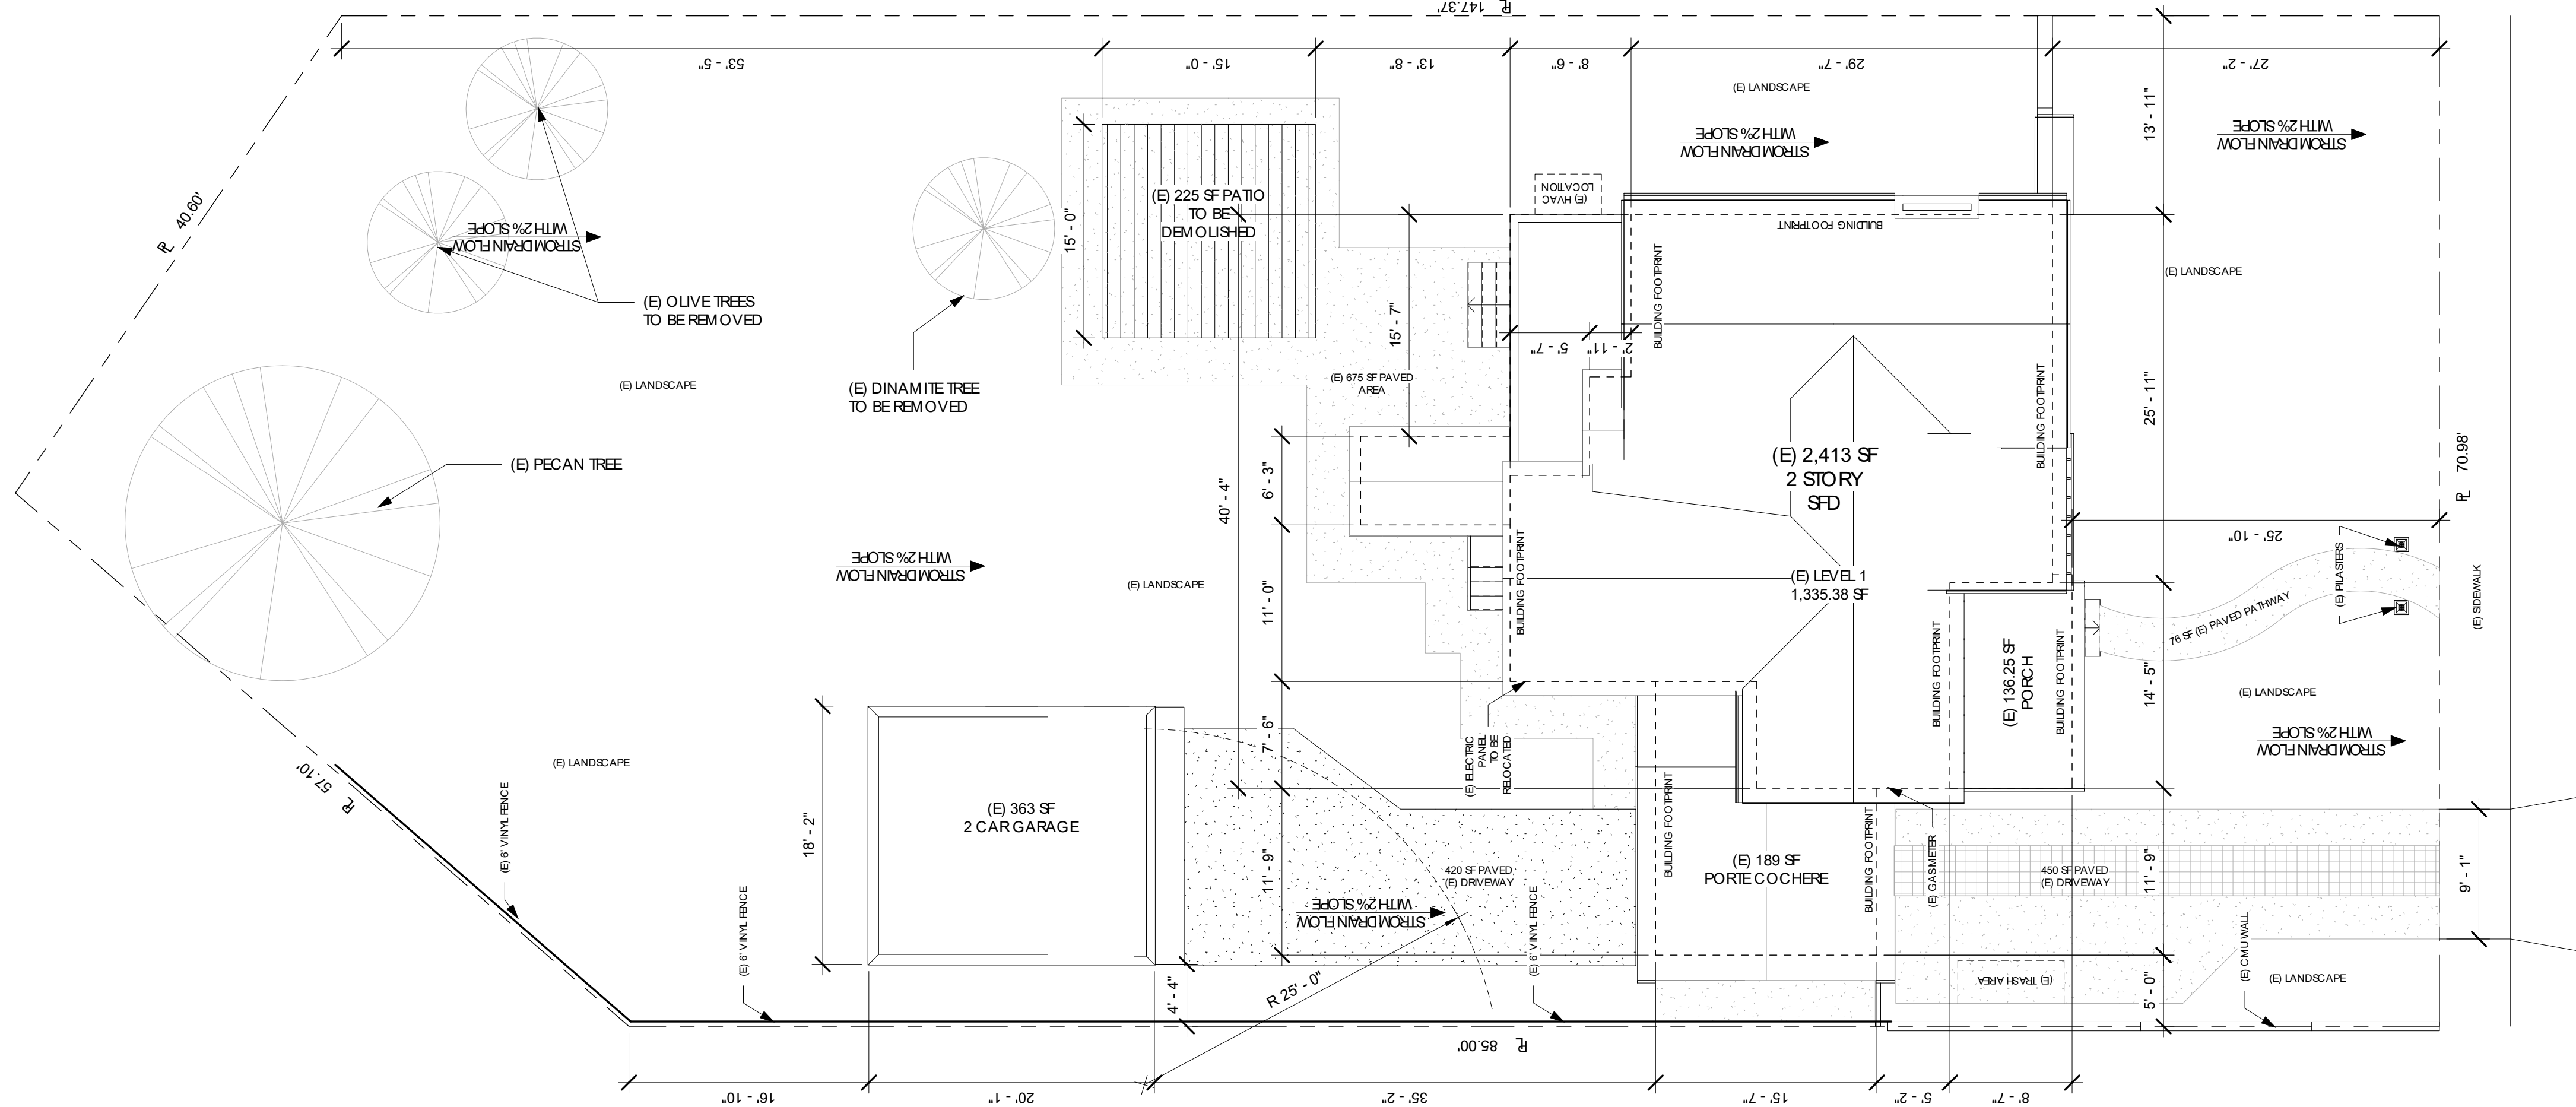 147.37' PL
53' - 5"
15' - 0"
13' - 8"
8' - 6"
29' - 7"
27' - 2"
(E) LANDSCAPE
STROM DRAIN FLOW
WITH 2% SLOPE
13' - 11"
STROM DRAIN FLOW
WITH 2% SLOPE
PL 40.60'
STROM DRAIN FLOW
WITH 2% SLOPE
(E) OLIVE TREES
TO BE REMOVED
15' - 0"
(E) 225 SF PATIO
TO BE
DEMOLISHED
(E) HVAC
LOCATION
BUILDING FOOTPRINT
BUILDING FOOTPRINT
(E) LANDSCAPE
15' - 7"
5' - 7"
2' - 11"
(E) LANDSCAPE
(E) DINAMITE TREE
TO BE REMOVED
(E) 675 SF PAVED
AREA
BUILDING FOOTPRINT
25' - 11"
(E) PECAN TREE
6' - 3"
40' - 4"
(E) 2,413 SF
2 STORY
SFD
PL 70.98'
25' - 10"
STROM DRAIN FLOW
WITH 2% SLOPE
(E) LANDSCAPE
11' - 0"
BUILDING FOOTPRINT
(E) LEVEL 1
1,335.38 SF
(E) PILASTERS
(E) SIDEWALK
76 SF (E) PAVED PATHWAY
BUILDING FOOTPRINT
(E) 136.25 SF
PORCH
BUILDING FOOTPRINT
14' - 5"
(E) LANDSCAPE
STROM DRAIN FLOW
WITH 2% SLOPE
57.10' PL
(E) LANDSCAPE
(E) 6' VINYL FENCE
18' - 2"
(E) 363 SF
2 CAR GARAGE
7' - 6"
(E) ELECTRIC
PANEL
TO BE
RELOCATED
11' - 9"
420 SF PAVED
(E) DRIVEWAY
STROM DRAIN FLOW
WITH 2% SLOPE
BUILDING FOOTPRINT
(E) 189 SF
PORTE COCHERE
BUILDING FOOTPRINT
(E) GAS METER
450 SF PAVED
(E) DRIVEWAY
11' - 9"
9' - 1"
(E) 6' VINYL FENCE
4' - 4"
R 25' - 0"
(E) 6' VINYL FENCE
(E) TRASH AREA
5' - 0"
(E) CMU WALL
(E) LANDSCAPE
85.00' PL
16' - 10"
20' - 1"
35' - 2"
15' - 7"
5' - 2"
8' - 7"